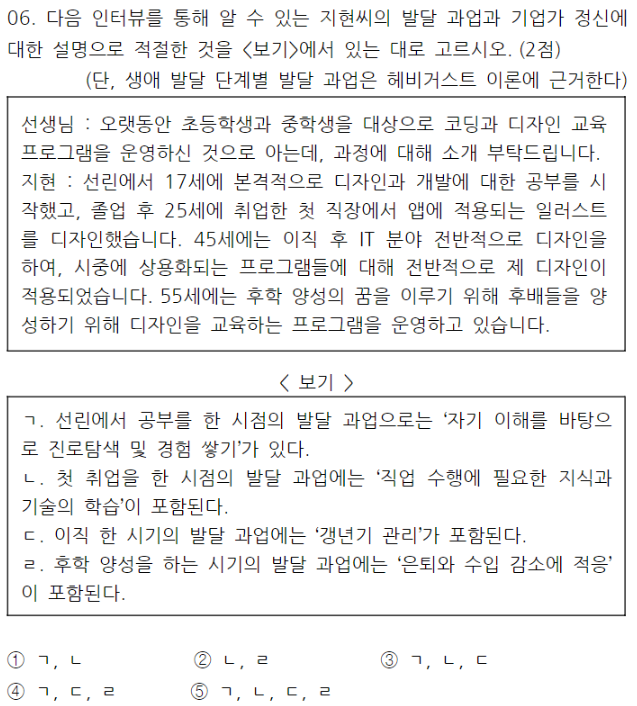 06. 다음 인터뷰를 통해 알 수 있는 지현씨의 발달 과업과 기업가 정신에
대한 설명으로 적절한 것을 <보기>에서 있는 대로 고르시오. (2점)
(단, 생애 발달 단계별 발달 과업은 헤비거스트 이론에 근거한다)
선생님 : 오랫동안 초등학생과 중학생을 대상으로 코딩과 디자인 교육
프로그램을 운영하신 것으로 아는데, 과정에 대해 소개 부탁드립니다.
지현 : 선린에서 17세에 본격적으로 디자인과 개발에 대한 공부를 시
작했고, 졸업 후 25세에 취업한 첫 직장에서 앱에 적용되는 일러스트
를 디자인했습니다. 45세에는 이직 후 IT 분야 전반적으로 디자인을
하여, 시중에 상용화되는 프로그램들에 대해 전반적으로 제 디자인이
적용되었습니다. 55세에는 후학 양성의 꿈을 이루기 위해 후배들을 양
성하기 위해 디자인을 교육하는 프로그램을 운영하고 있습니다.
< 보기 >
ㄱ. 선린에서 공부를 한 시점의 발달 과업으로는 '자기 이해를 바탕으
로 진로탐색 및 경험 쌓기'가 있다.
ㄴ. 첫 취업을 한 시점의 발달 과업에는 '직업 수행에 필요한 지식과
기술의 학습'이 포함된다.
ㄷ. 이직 한 시기의 발달 과업에는 '갱년기 관리'가 포함된다.
ㄹ. 후학 양성을 하는 시기의 발달 과업에는 '은퇴와 수입 감소에 적응'
이 포함된다.
① ㄱ, ㄴ ② ㄴ, ㄹ ③ ㄱ, ㄴ, ㄷ
④ ㄱ, ㄷ, ㄹ ⑤ ㄱ, ㄴ, ㄷ, ㄹ